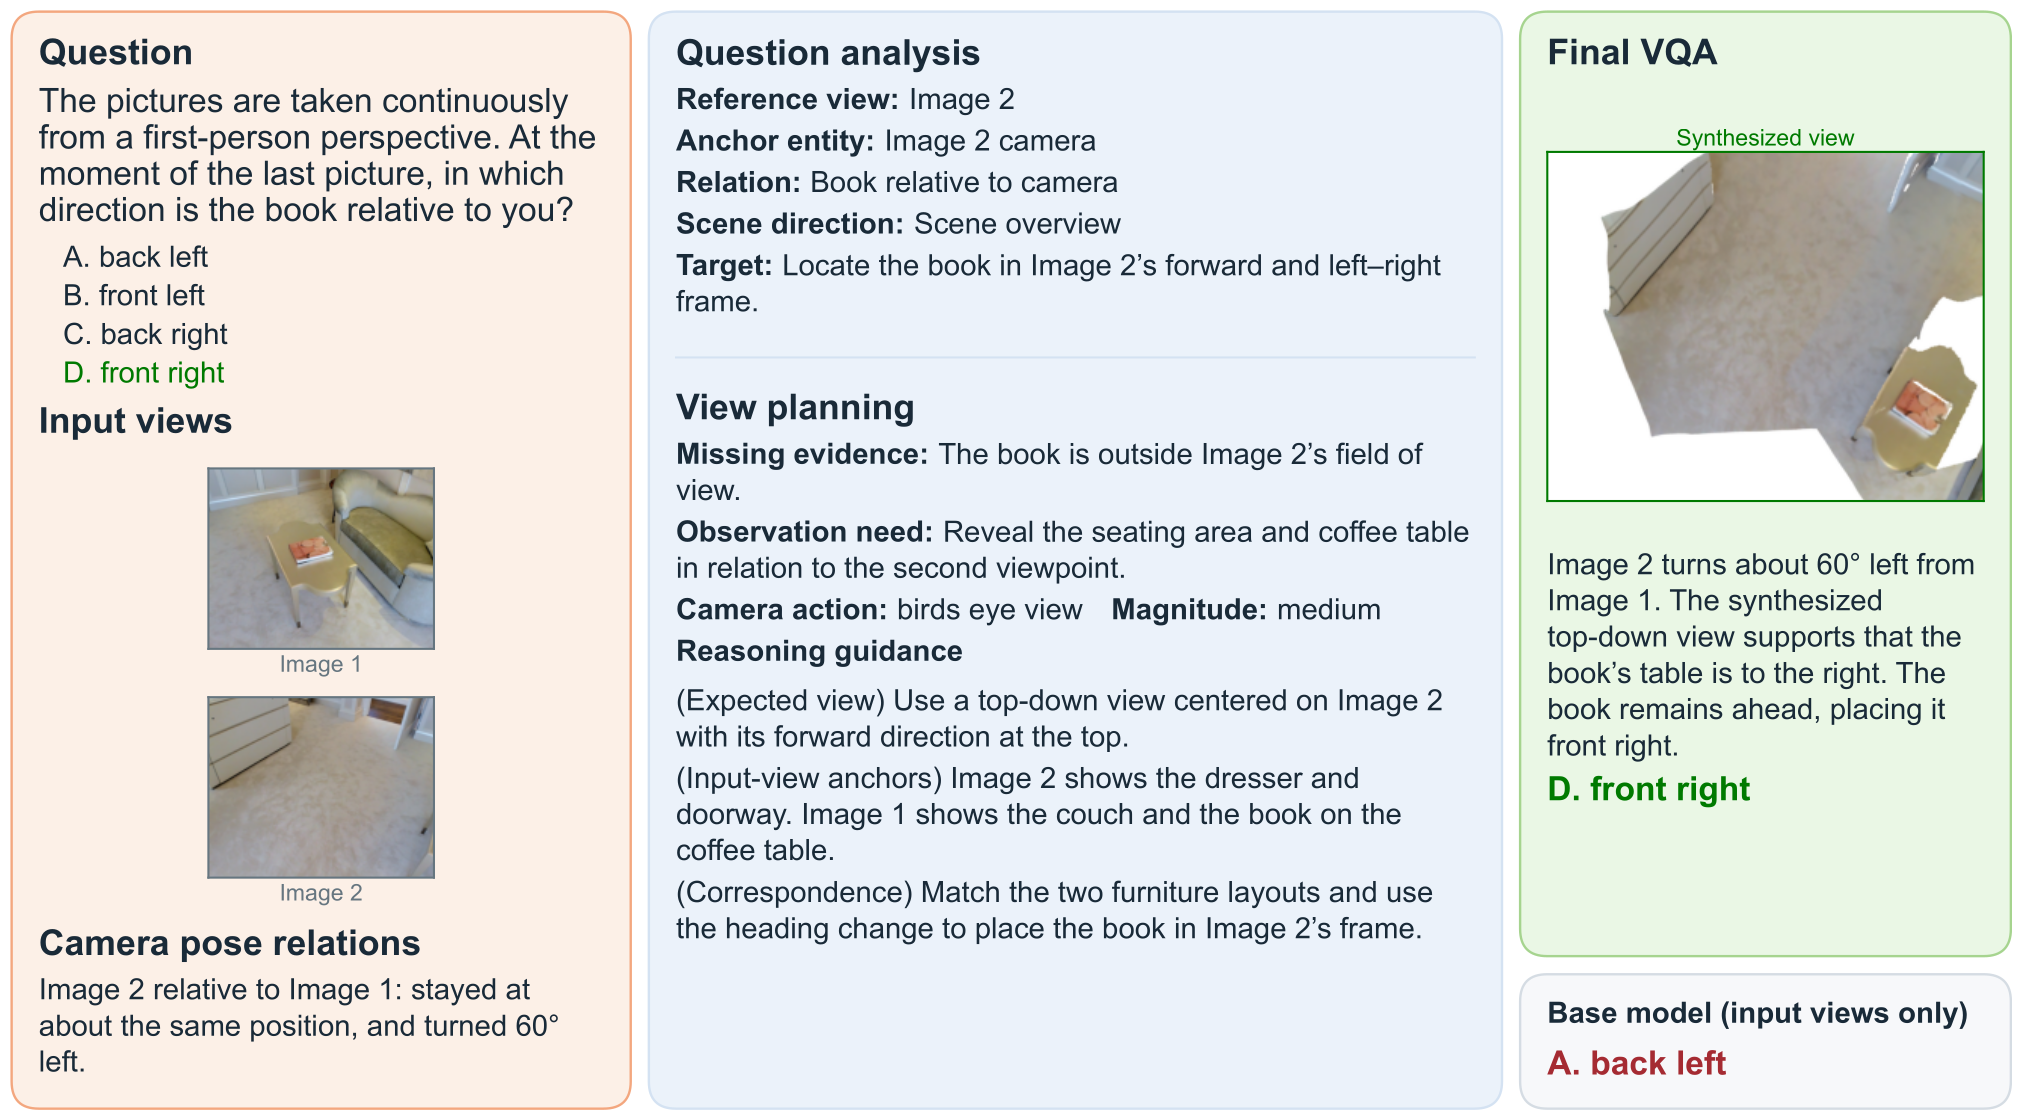 Question
The pictures are taken continuously
from a first-person perspective. At the
moment of the last picture, in which
direction is the book relative to you?
A. back left
B. front left
C. back right
D. front right
Input views
Image 1
Image 2
Camera pose relations
Image 2 relative to Image 1: stayed at
about the same position, and turned 60°
left.
Question analysis
Reference view: Image 2
Anchor entity: Image 2 camera
Relation: Book relative to camera
Scene direction: Scene overview
Target: Locate the book in Image 2’s forward and left–right
frame.
View planning
Missing evidence: The book is outside Image 2’s field of
view.
Observation need: Reveal the seating area and coffee table
in relation to the second viewpoint.
Camera action: birds eye view Magnitude: medium
Reasoning guidance
(Expected view) Use a top-down view centered on Image 2
with its forward direction at the top.
(Input-view anchors) Image 2 shows the dresser and
doorway. Image 1 shows the couch and the book on the
coffee table.
(Correspondence) Match the two furniture layouts and use
the heading change to place the book in Image 2’s frame.
Final VQA
Synthesized view
Image 2 turns about 60° left from
Image 1. The synthesized
top-down view supports that the
book’s table is to the right. The
book remains ahead, placing it
front right.
D. front right
Base model (input views only)
A. back left